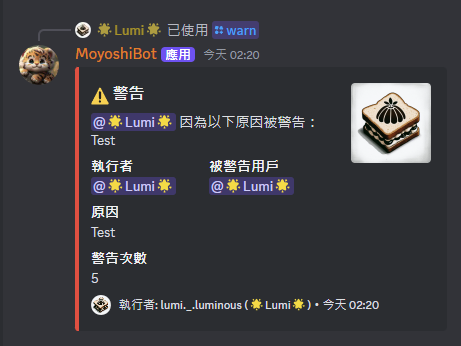 🌟Lumi🌟 已使用 warn
MoyoshiBot 應用 今天 02:20
⚠️ 警告
@🌟Lumi🌟 因為以下原因被警告：
Test
執行者 被警告用戶
@🌟Lumi🌟 @🌟Lumi🌟
原因
Test
警告次數
5
執行者: lumi._.luminous (🌟Lumi🌟) • 今天 02:20